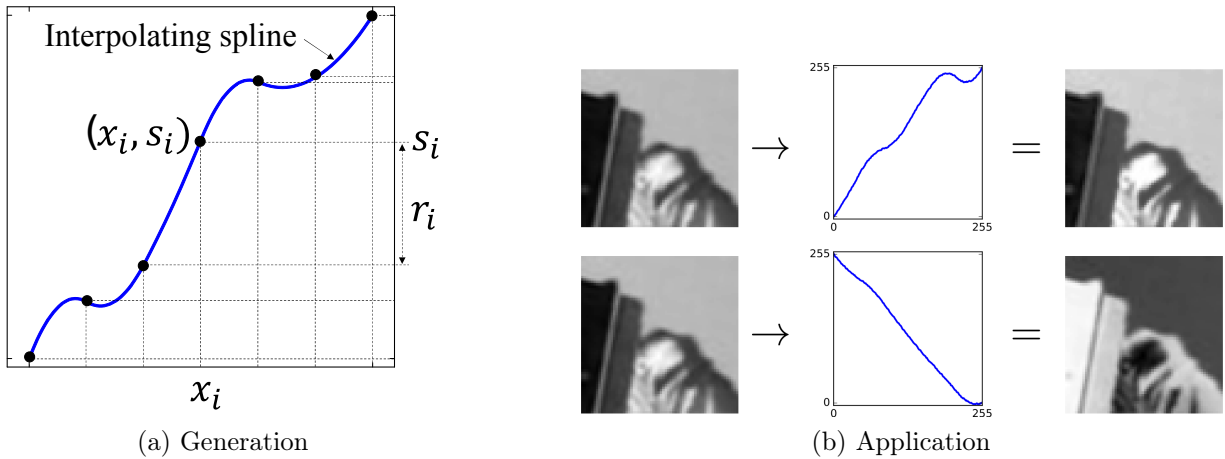 Interpolating spline
(x_i, s_i)
s_i
r_i
x_i
(a) Generation
255
0
0
255
→
=
255
0
0
255
→
=
(b) Application